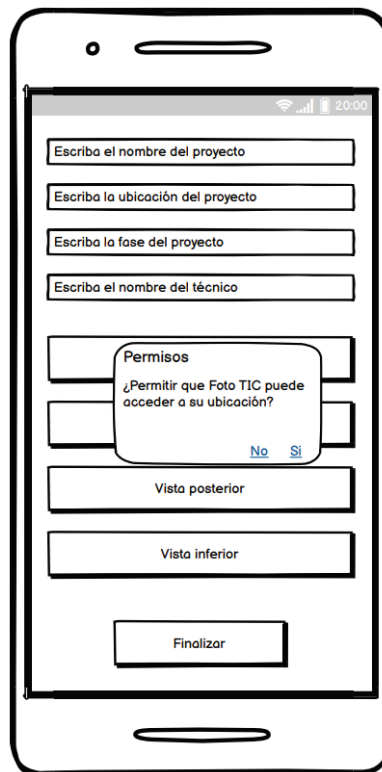 20:00
Escriba el nombre del proyecto
Escriba la ubicación del proyecto
Escriba la fase del proyecto
Escriba el nombre del técnico
Permisos
¿Permitir que Foto TIC puede
acceder a su ubicación?
No Si
Vista posterior
Vista inferior
Finalizar